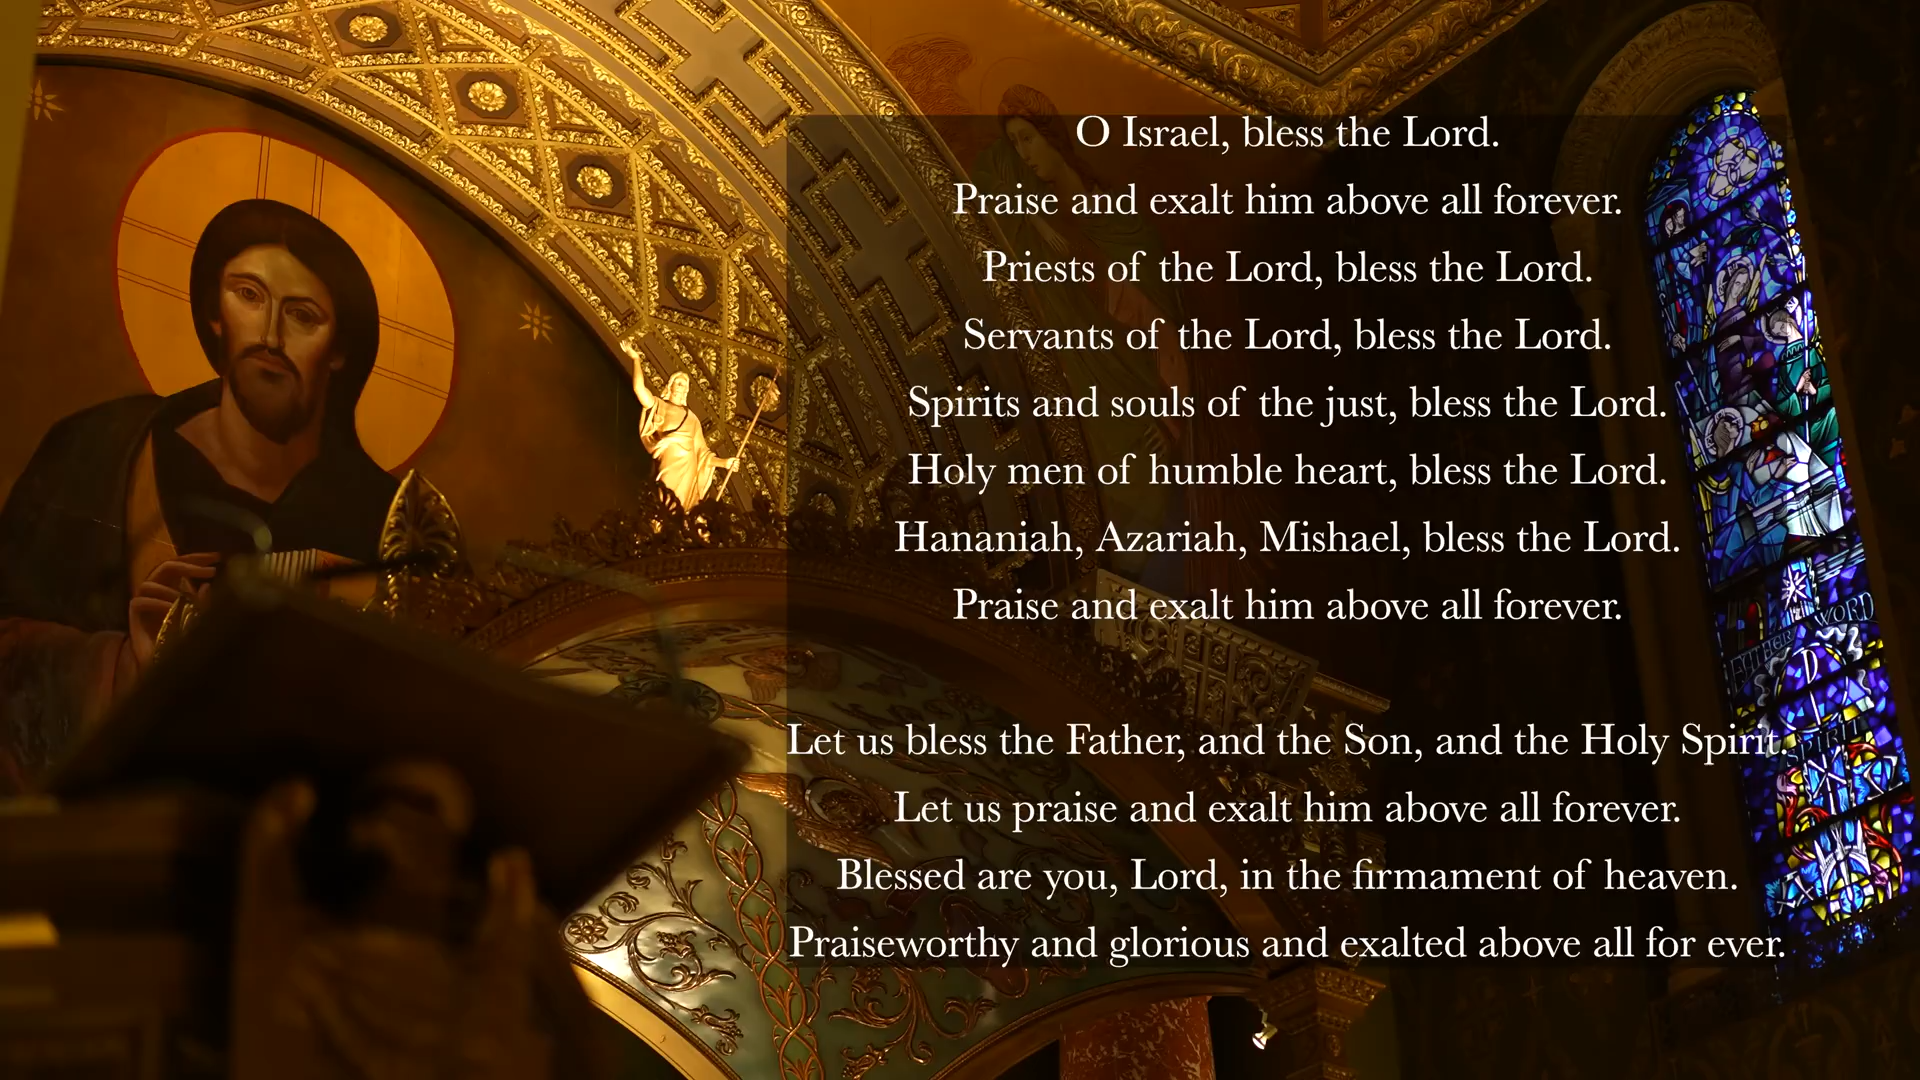 O Israel, bless the Lord.
Praise and exalt him above all forever.
Priests of the Lord, bless the Lord.
Servants of the Lord, bless the Lord.
Spirits and souls of the just, bless the Lord.
Holy men of humble heart, bless the Lord.
Hananiah, Azariah, Mishael, bless the Lord.
Praise and exalt him above all forever.
Let us bless the Father, and the Son, and the Holy Spirit.
Let us praise and exalt him above all forever.
Blessed are you, Lord, in the firmament of heaven.
Praiseworthy and glorious and exalted above all for ever.
WORD
FATHER
SPIRIT